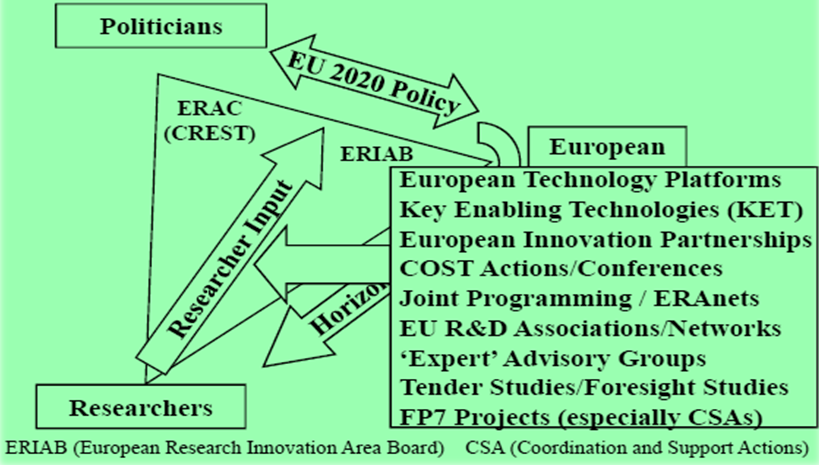 Politicians
EU 2020 Policy
ERAC
(CREST)
ERIAB
European
European Technology Platforms
Key Enabling Technologies (KET)
European Innovation Partnerships
COST Actions/Conferences
Joint Programming / ERAnets
EU R&D Associations/Networks
‘Expert’ Advisory Groups
Tender Studies/Foresight Studies
FP7 Projects (especially CSAs)
Researcher Input
Researchers
ERIAB (European Research Innovation Area Board) CSA (Coordination and Support Actions)